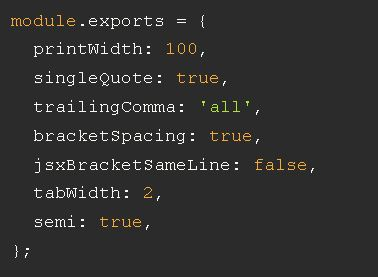 module.exports = {
  printWidth: 100,
  singleQuote: true,
  trailingComma: 'all',
  bracketSpacing: true,
  jsxBracketSameLine: false,
  tabWidth: 2,
  semi: true,
};